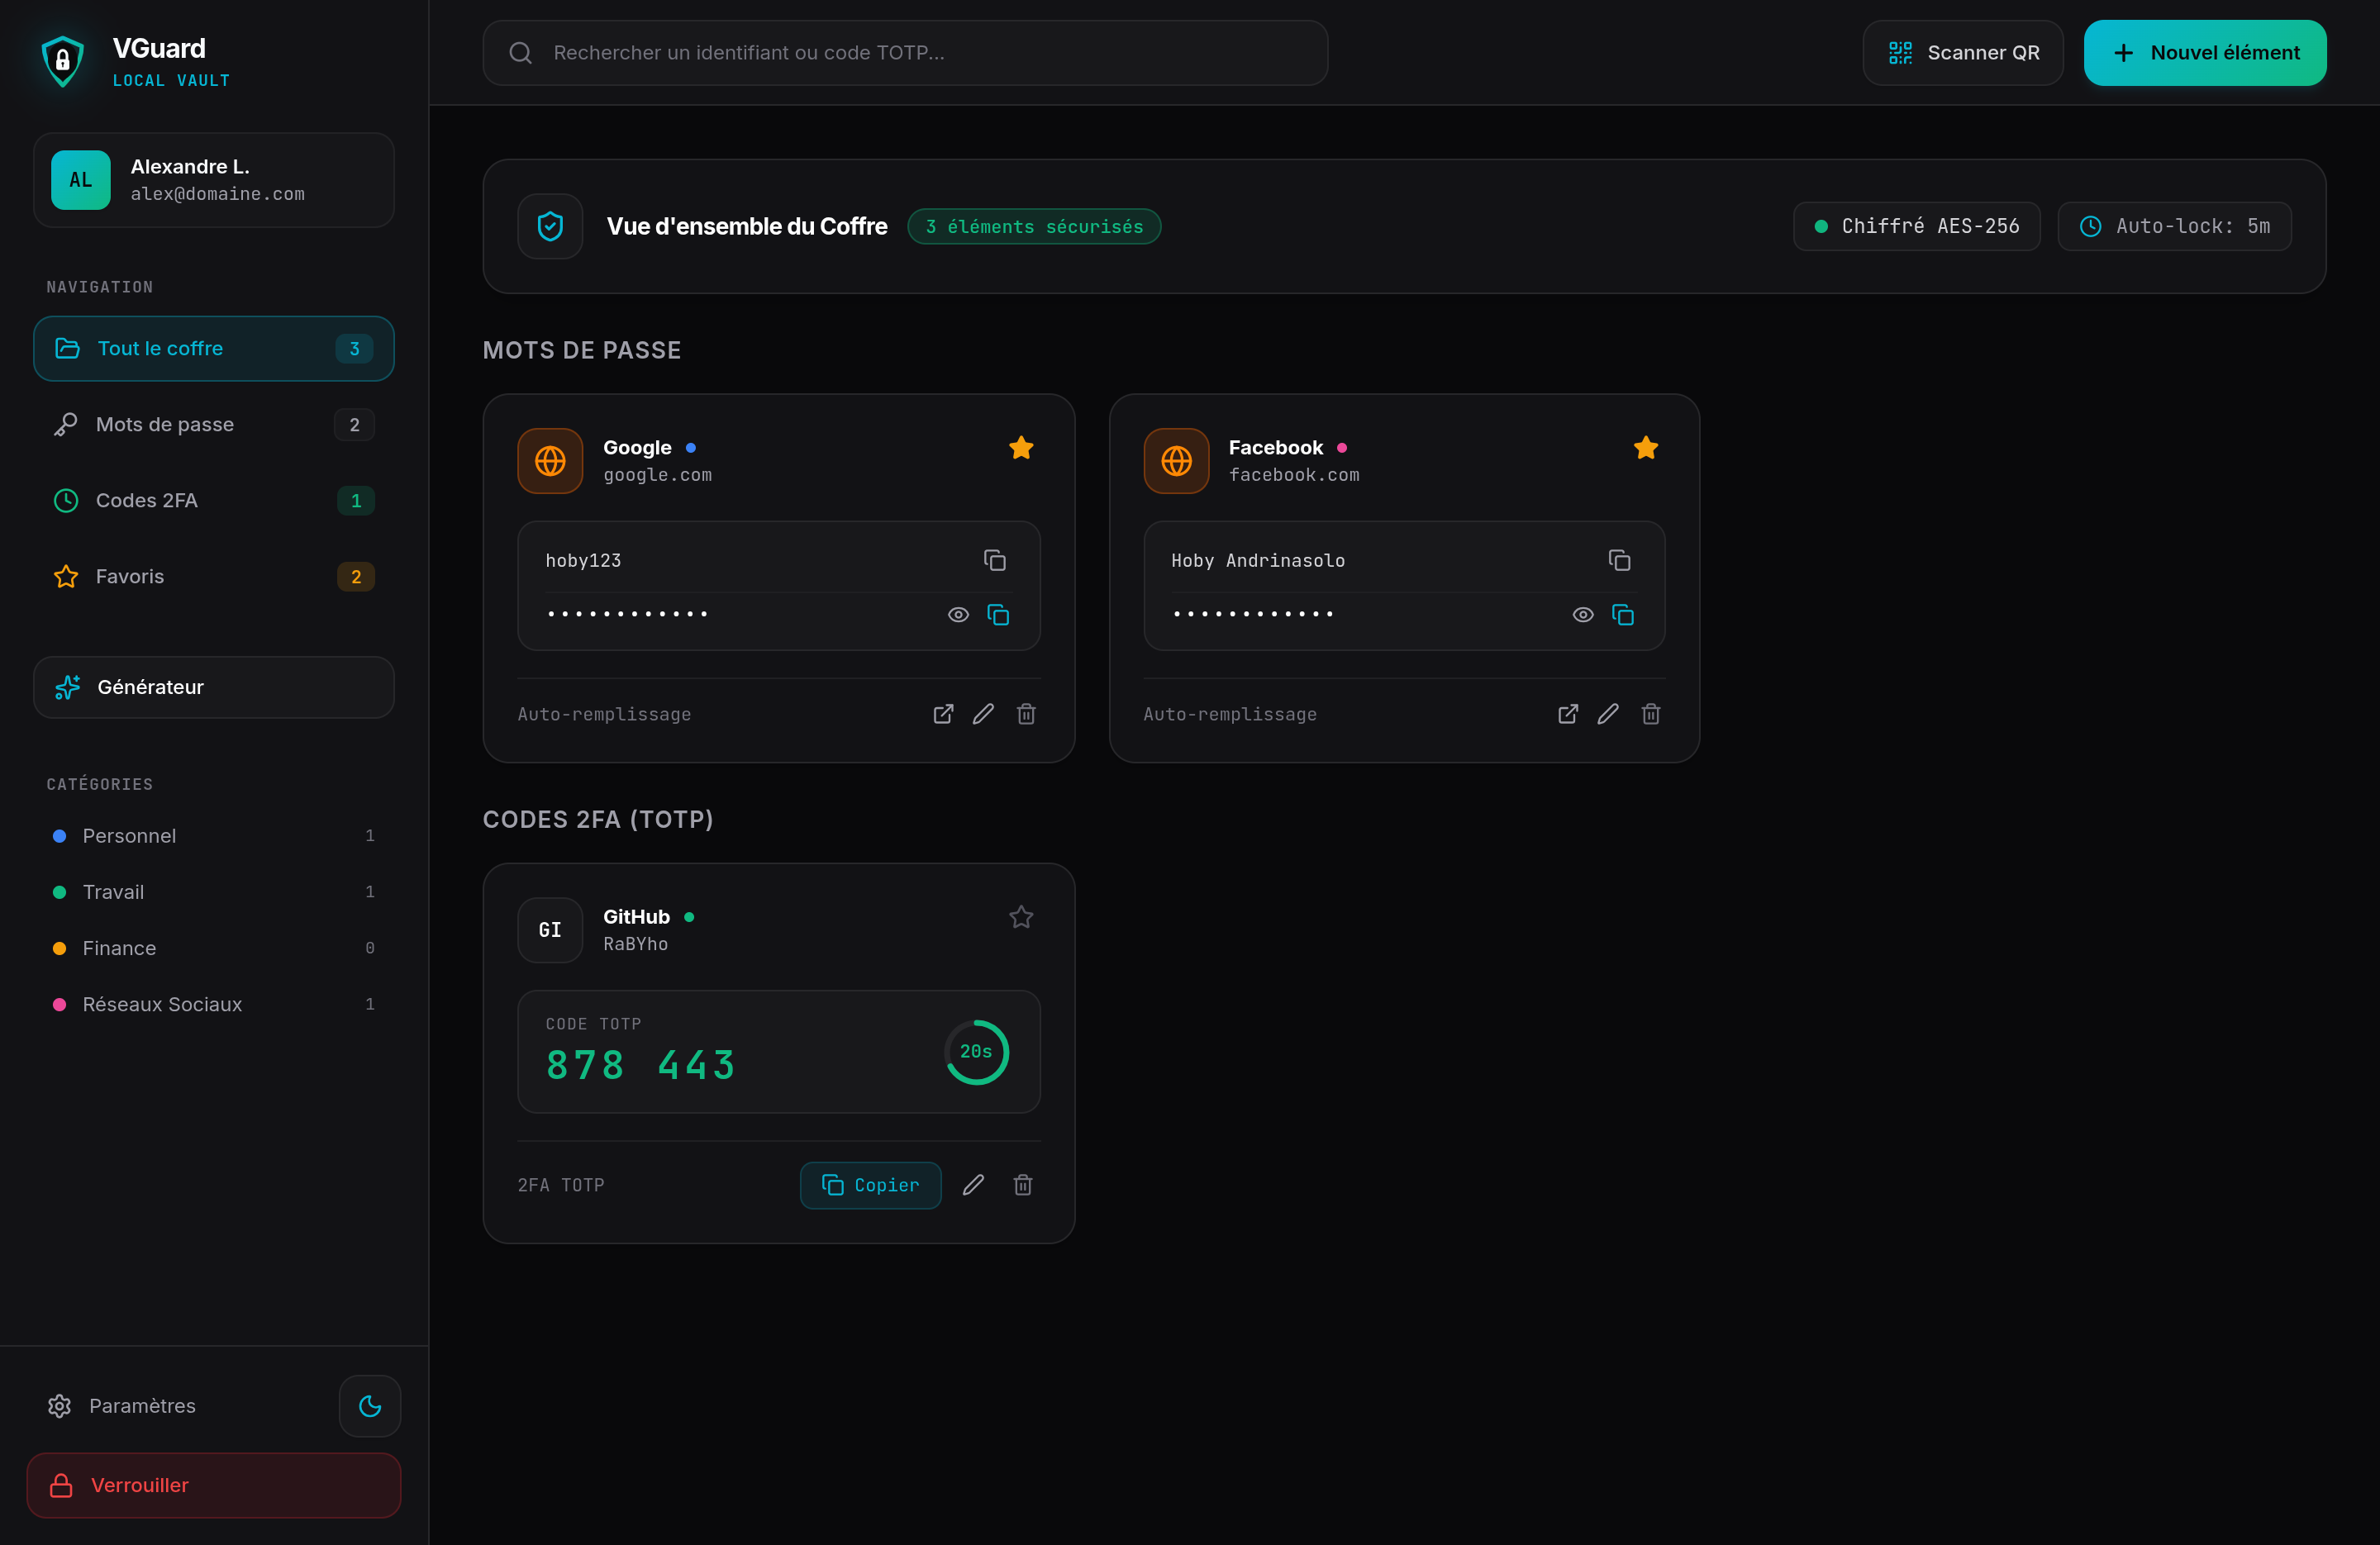 VGuard
LOCAL VAULT
AL
Alexandre L.
alex@domaine.com
NAVIGATION
Tout le coffre 3
Mots de passe 2
Codes 2FA 1
Favoris 2
Générateur
CATÉGORIES
Personnel 1
Travail 1
Finance 0
Réseaux Sociaux 1
Paramètres
Verrouiller
Rechercher un identifiant ou code TOTP...
Scanner QR
Nouvel élément
Vue d'ensemble du Coffre
3 éléments sécurisés
Chiffré AES-256
Auto-lock: 5m
MOTS DE PASSE
Google
google.com
hoby123
••••••••••••
Auto-remplissage
Facebook
facebook.com
Hoby Andrinasolo
••••••••••••
Auto-remplissage
CODES 2FA (TOTP)
GI
GitHub
RaBYho
CODE TOTP
878 443
20s
2FA TOTP
Copier